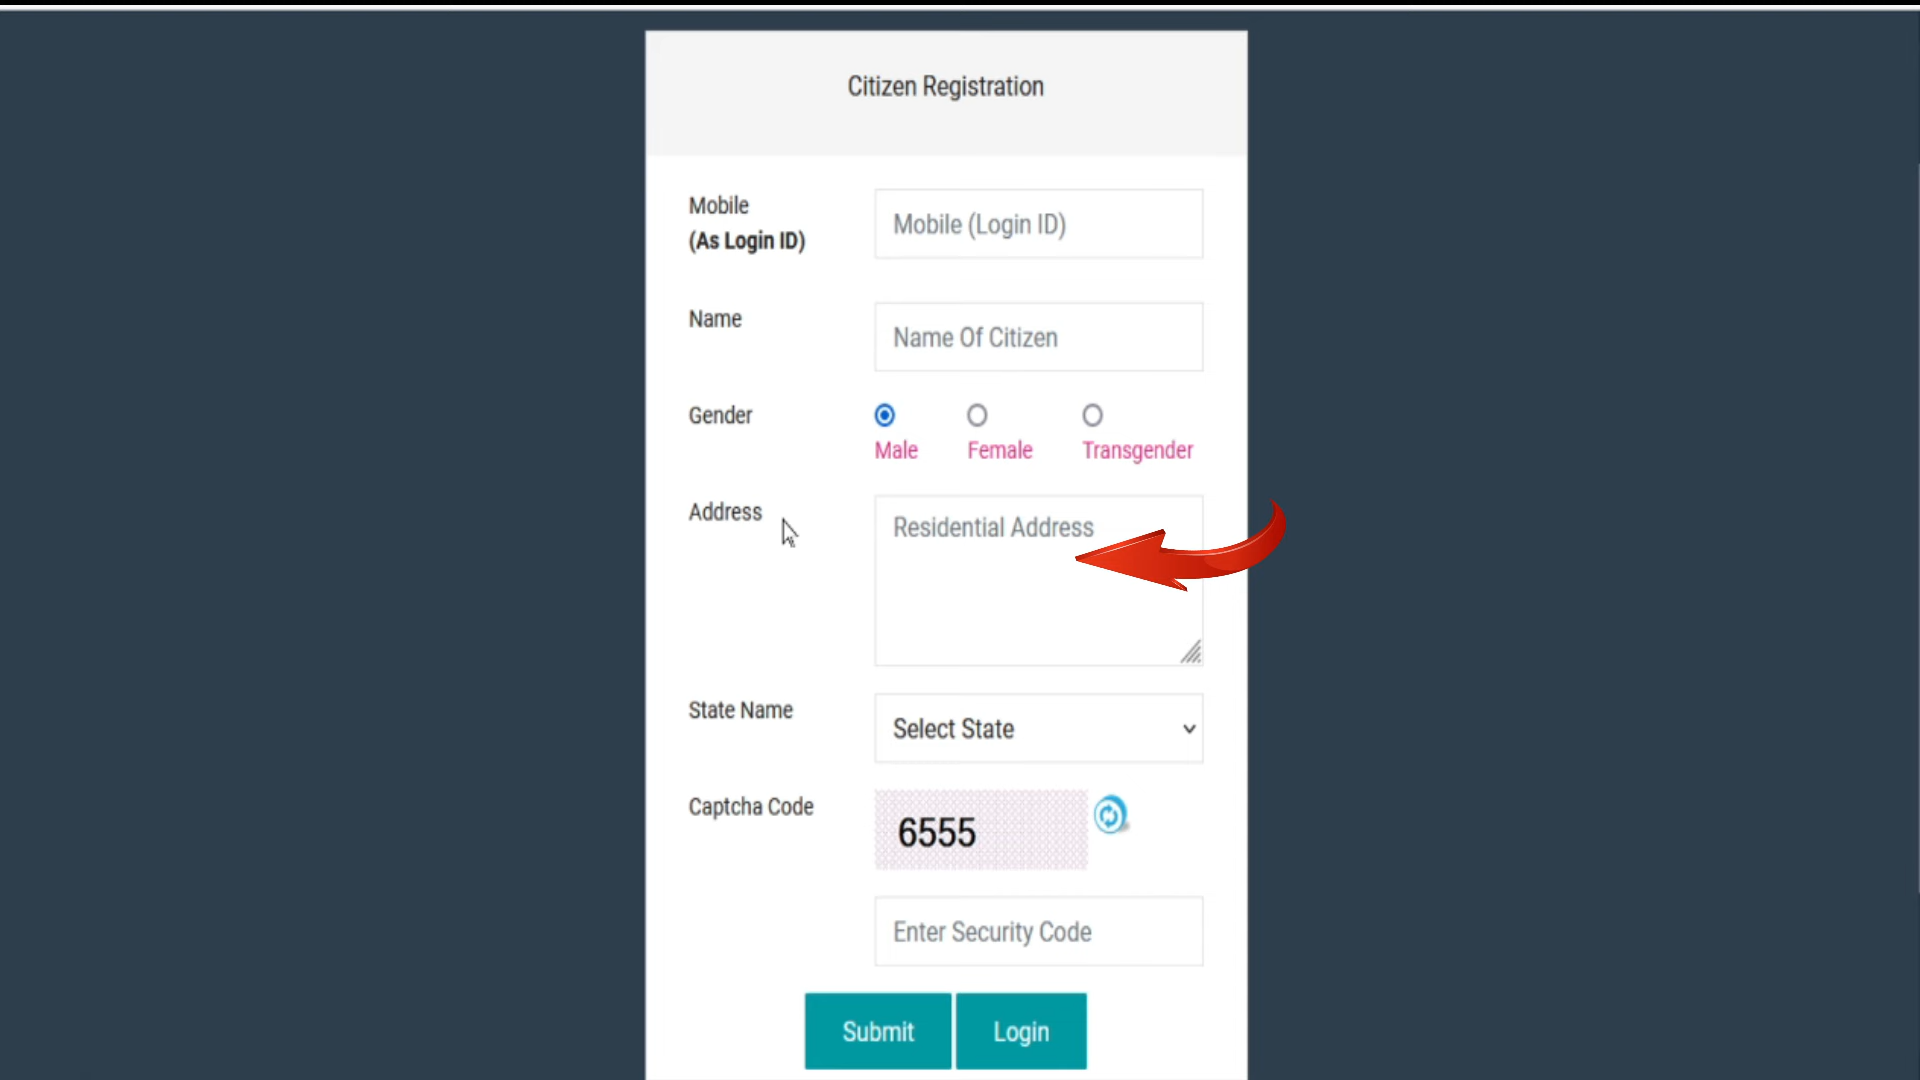 Citizen Registration
Mobile
(As Login ID)
Mobile (Login ID)
Name
Name Of Citizen
Gender
Male Female Transgender
Address
Residential Address
State Name
Select State
Captcha Code
6555
Enter Security Code
Submit Login